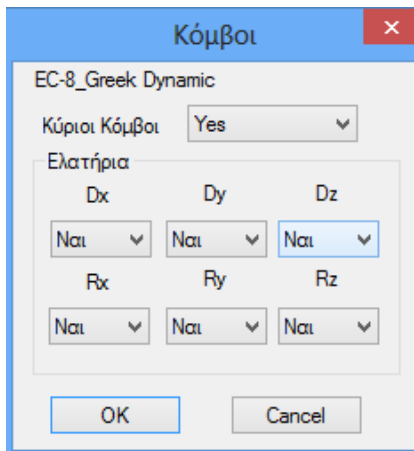 Κόμβοι
EC-8_Greek Dynamic
Κύριοι Κόμβοι Yes
Ελατήρια
Dx Dy Dz
Ναι Ναι Ναι
Rx Ry Rz
Ναι Ναι Ναι
OK Cancel